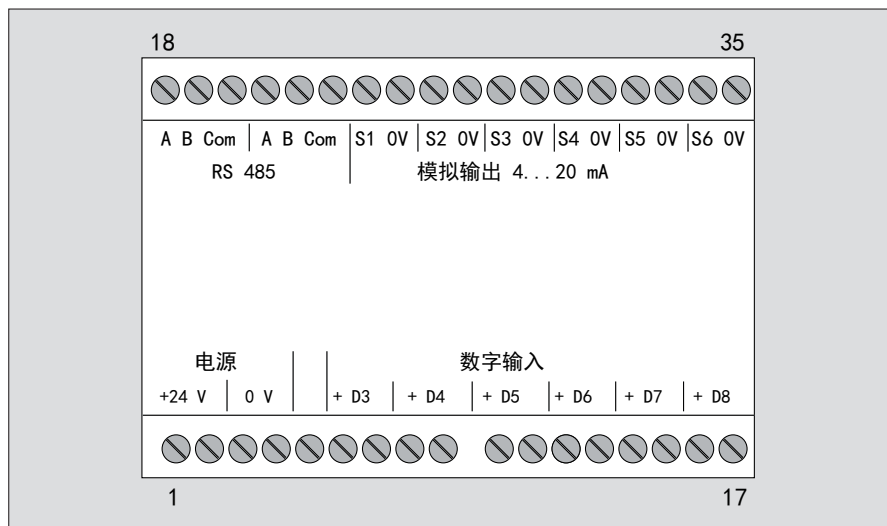 18 35
A B Com A B Com S1 0V S2 0V S3 0V S4 0V S5 0V S6 0V
RS 485 模拟输出 4...20 mA
电源 数字输入
+24 V 0 V + D3 + D4 + D5 + D6 + D7 + D8
1 17